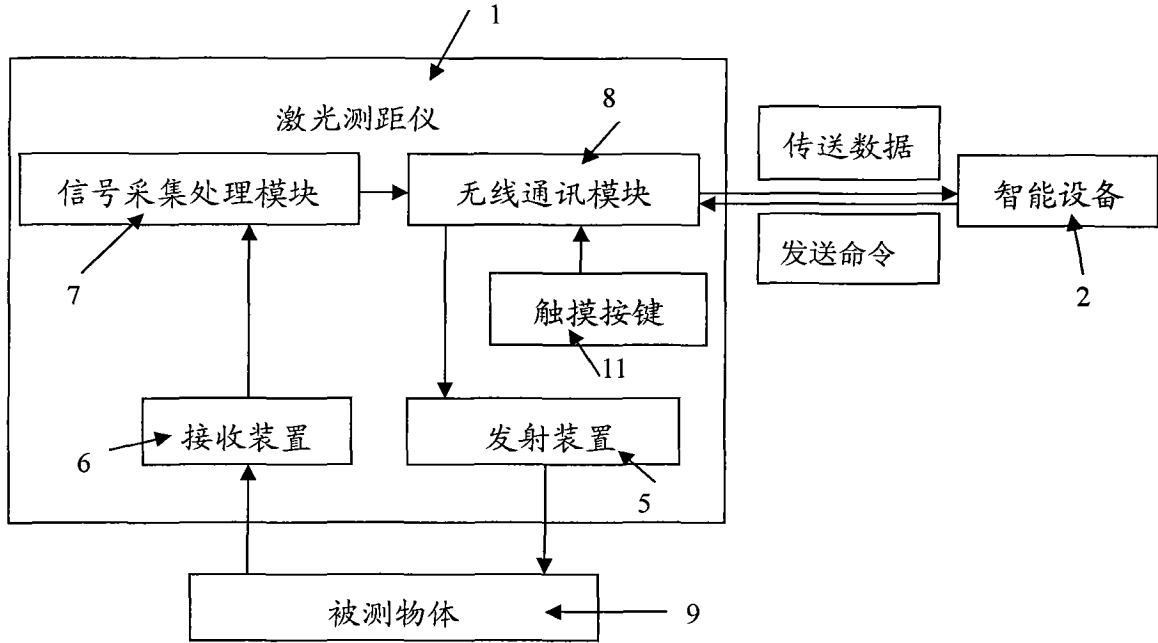 1
激光测距仪
8
传送数据
信号采集处理模块
无线通讯模块
智能设备
发送命令
7
2
触摸按键
11
接收装置
发射装置
6
5
被测物体
9